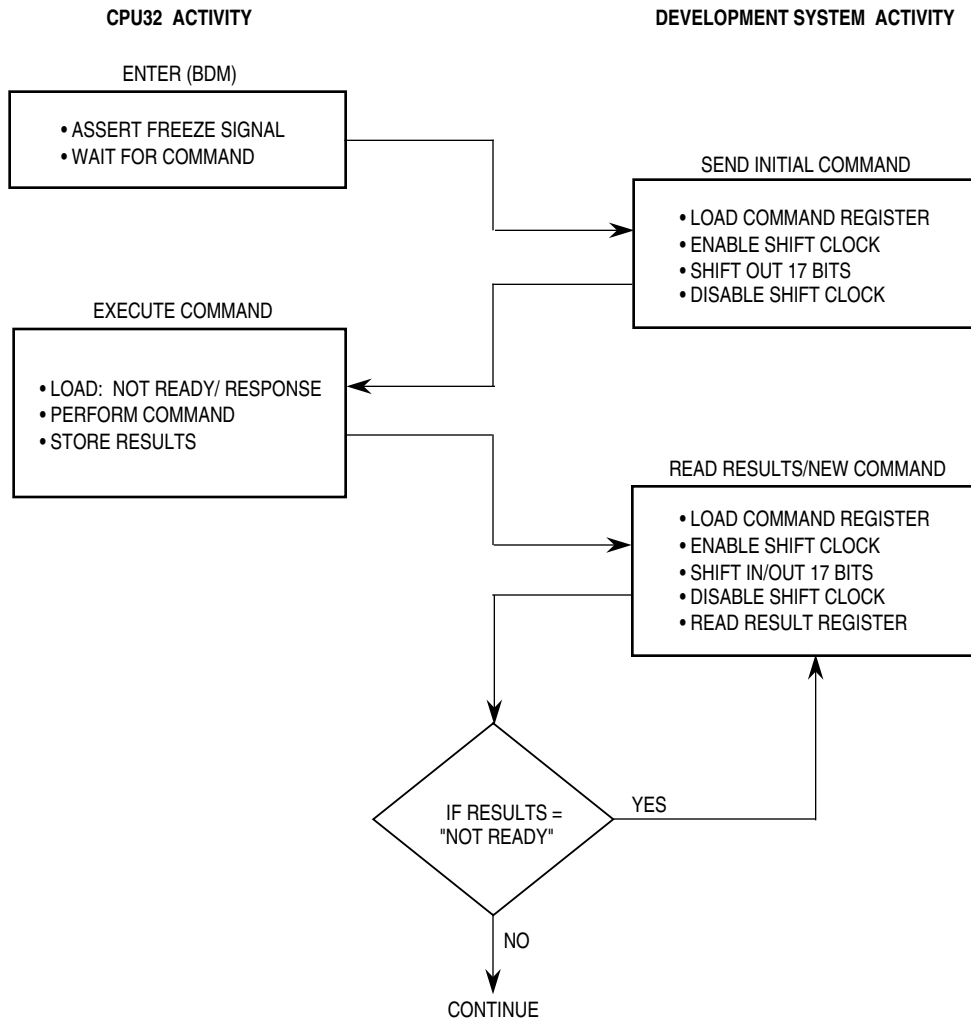 CPU32 ACTIVITY
DEVELOPMENT SYSTEM ACTIVITY
ENTER (BDM)
• ASSERT FREEZE SIGNAL
• WAIT FOR COMMAND
SEND INITIAL COMMAND
• LOAD COMMAND REGISTER
• ENABLE SHIFT CLOCK
• SHIFT OUT 17 BITS
• DISABLE SHIFT CLOCK
EXECUTE COMMAND
• LOAD: NOT READY/ RESPONSE
• PERFORM COMMAND
• STORE RESULTS
READ RESULTS/NEW COMMAND
• LOAD COMMAND REGISTER
• ENABLE SHIFT CLOCK
• SHIFT IN/OUT 17 BITS
• DISABLE SHIFT CLOCK
• READ RESULT REGISTER
IF RESULTS =
"NOT READY"
YES
NO
CONTINUE